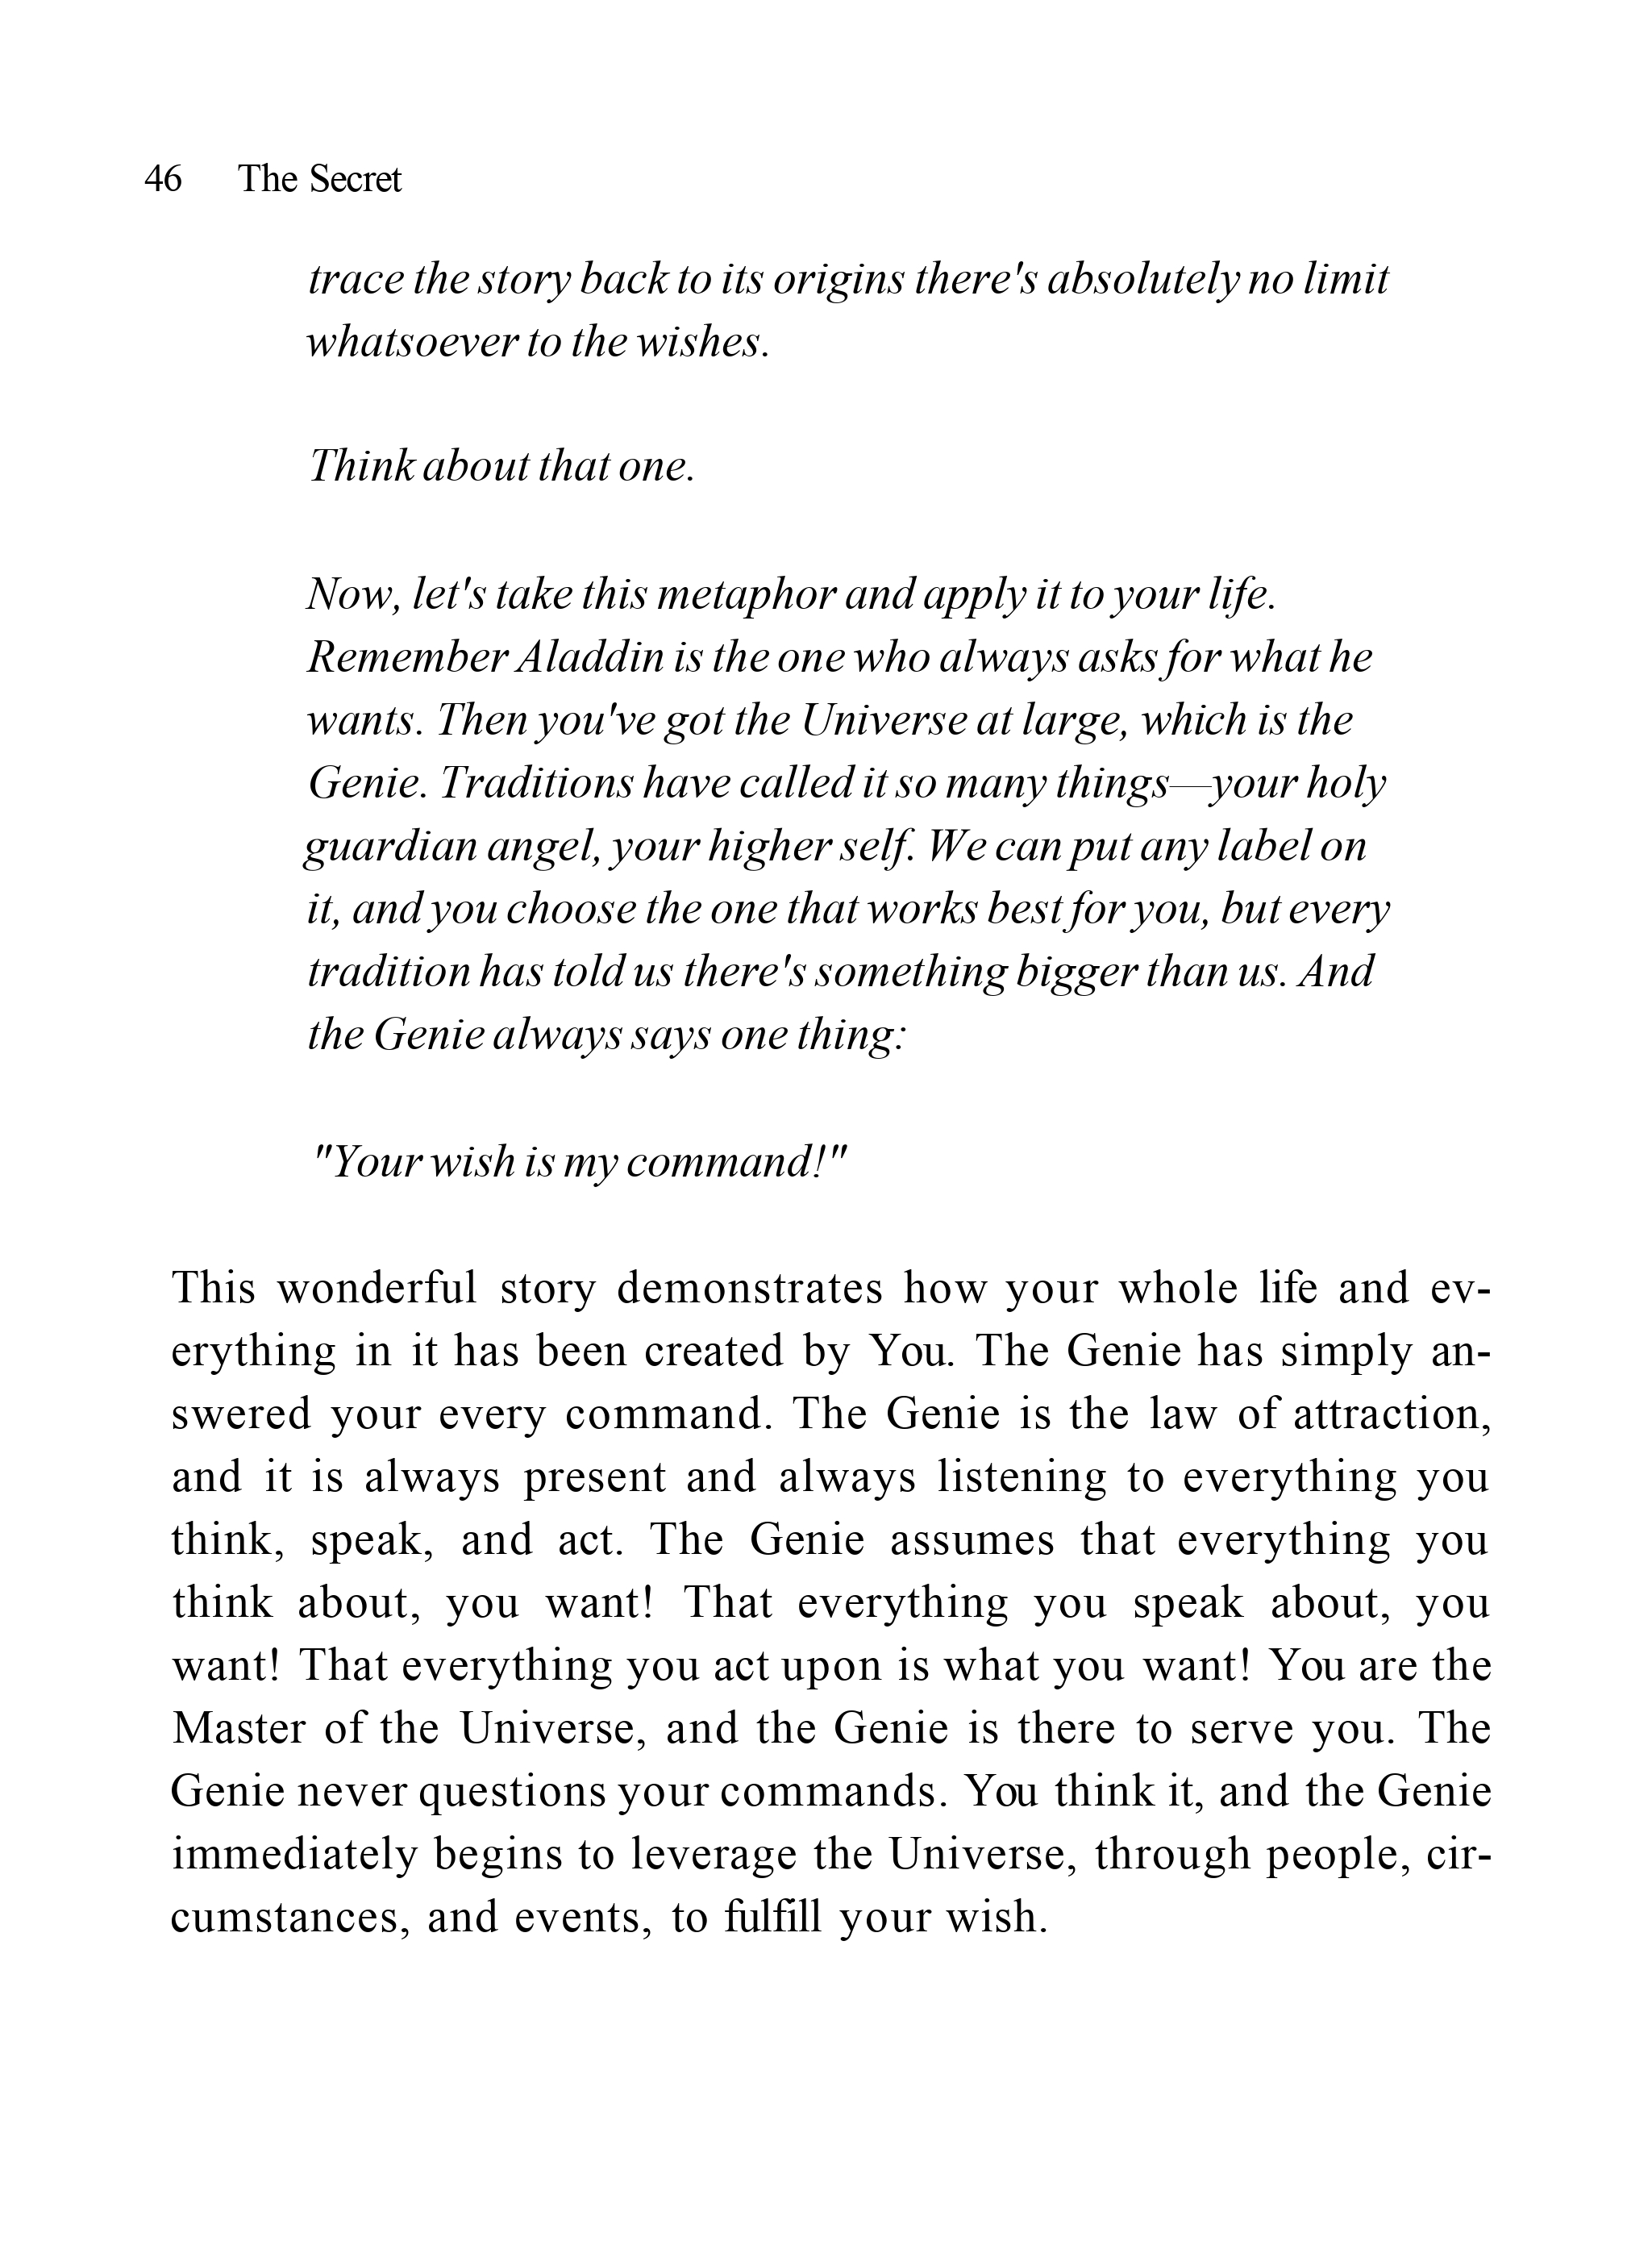 46 The Secret
trace the story back to its origins there's absolutely no limit
whatsoever to the wishes.
Think about that one.
Now, let's take this metaphor and apply it to your life.
Remember Aladdin is the one who always asks for what he
wants. Then you've got the Universe at large, which is the
Genie. Traditions have called it so many things—your holy
guardian angel, your higher self. We can put any label on
it, and you choose the one that works best for you, but every
tradition has told us there's something bigger than us. And
the Genie always says one thing:
"Your wish is my command!"
This wonderful story demonstrates how your whole life and ev-
erything in it has been created by You. The Genie has simply an-
swered your every command. The Genie is the law of attraction,
and it is always present and always listening to everything you
think, speak, and act. The Genie assumes that everything you
think about, you want! That everything you speak about, you
want! That everything you act upon is what you want! You are the
Master of the Universe, and the Genie is there to serve you. The
Genie never questions your commands. You think it, and the Genie
immediately begins to leverage the Universe, through people, cir-
cumstances, and events, to fulfill your wish.